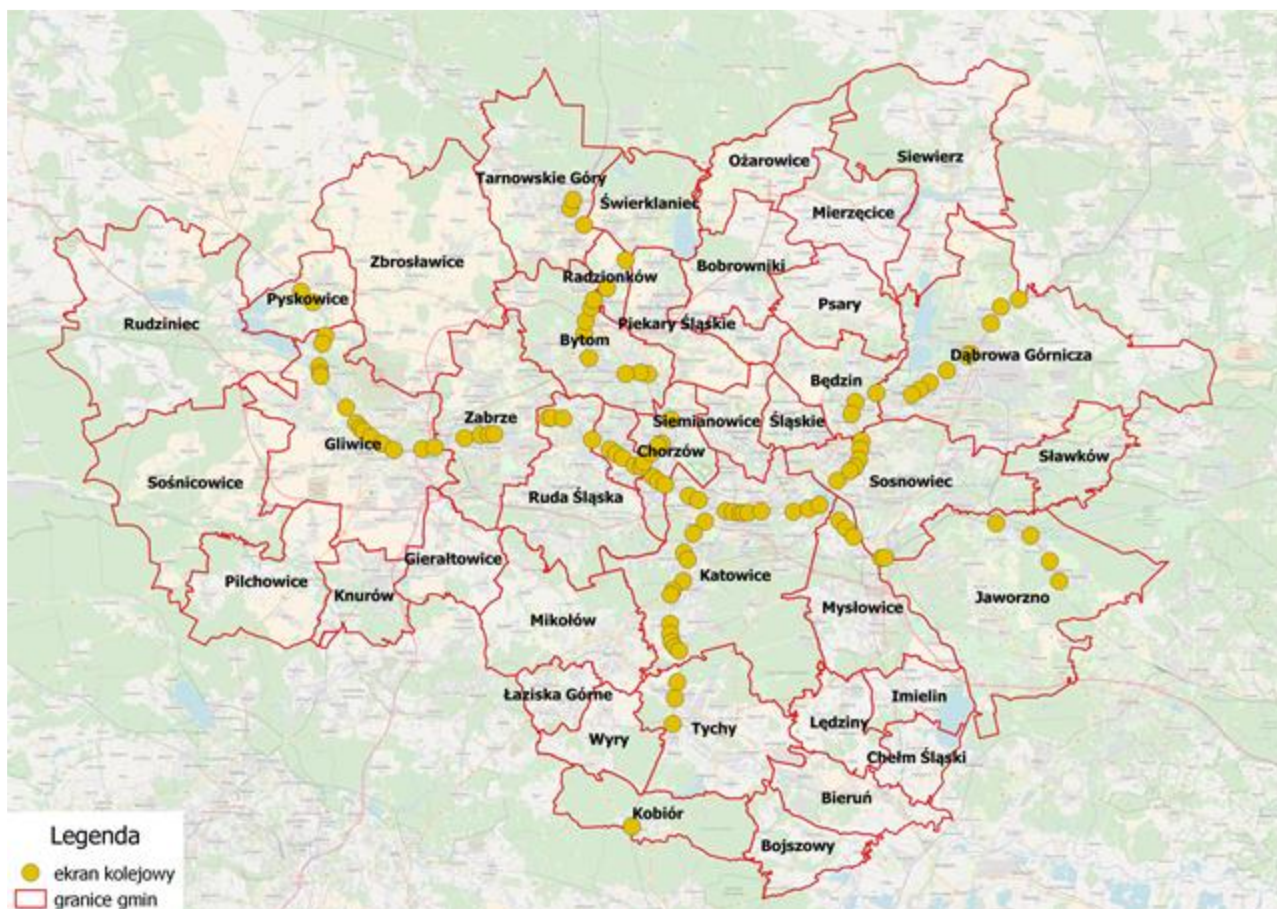 Ożarowice
Siewierz
Tarnowskie Góry
Świerklaniec
Mierzęcice
Zbrosławice
Bobrowniki
Radzionków
Pyskowice
Psary
Rudziniec
Piekary Śląskie
Bytom
Dąbrowa Górnicza
Będzin
Zabrze
Siemianowice
Śląskie
Gliwice
Chorzów
Sławków
Sośnicowice
Ruda Śląska
Sosnowiec
Gierałtowice
Pilchowice
Katowice
Knurów
Jaworzno
Mysłowice
Mikołów
Łaziska Górne
Imielin
Lędziny
Tychy
Wyry
Chełm Śląski
Bieruń
Kobiór
Bojszowy
Legenda
ekran kolejowy
granice gmin